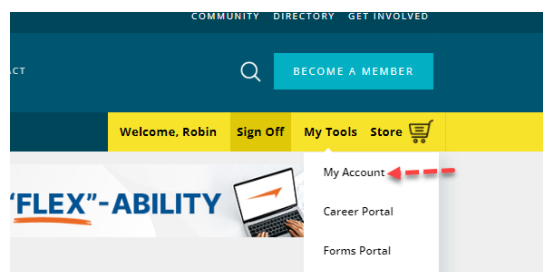 COMMUNITY DIRECTORY GET INVOLVED
ACT BECOME A MEMBER
Welcome, Robin Sign Off My Tools Store
My Account
"FLEX"-ABILITY
Career Portal
Forms Portal